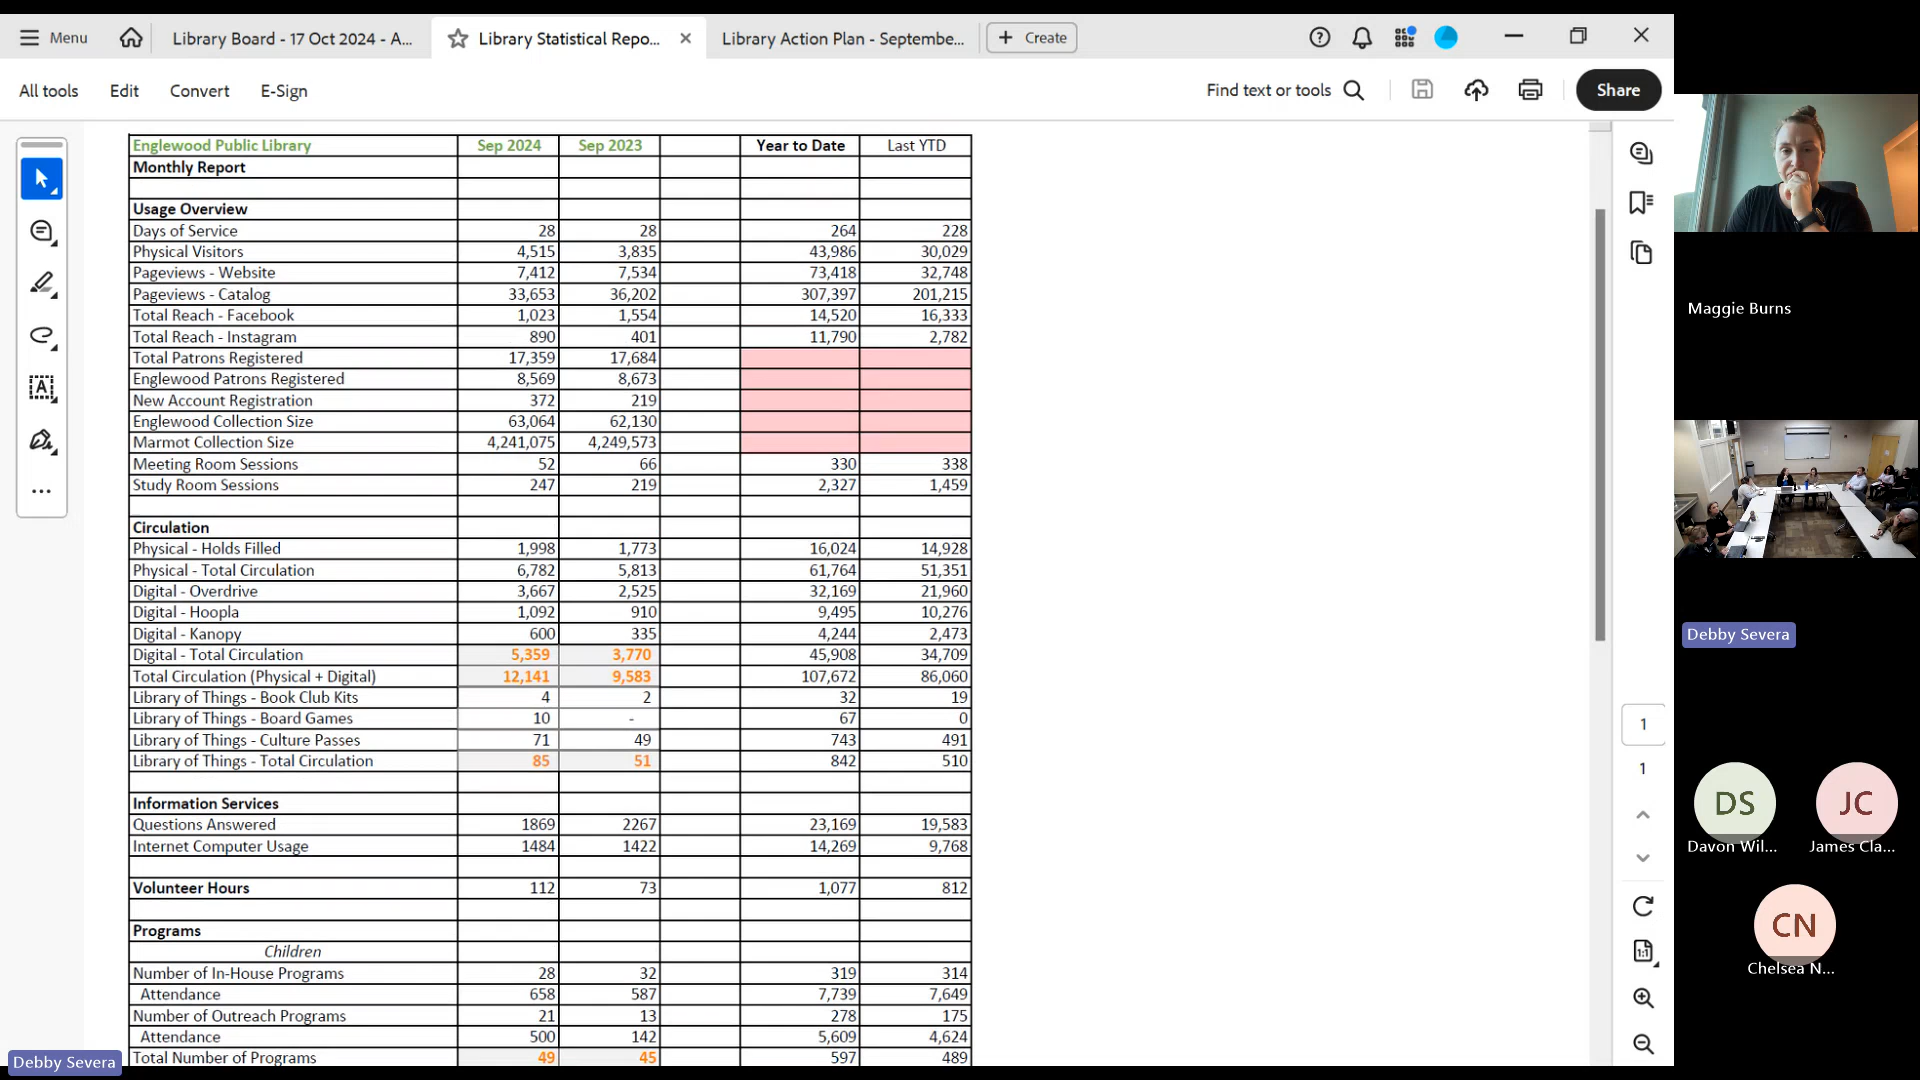 Menu
Library Board - 17 Oct 2024 - A...
Library Statistical Repo...
Library Action Plan - Septembe...
Create
All tools Edit Convert E-Sign
Find text or tools
Share
Englewood Public Library Sep 2024 Sep 2023 Year to Date Last YTD
Monthly Report
Usage Overview
Days of Service 28 28 264 228
Physical Visitors 4,515 3,835 43,986 30,029
Pageviews - Website 7,412 7,534 73,418 32,748
Pageviews - Catalog 33,653 36,202 307,397 201,215
Total Reach - Facebook 1,023 1,554 14,520 16,333
Total Reach - Instagram 890 401 11,790 2,782
Total Patrons Registered 17,359 17,684
Englewood Patrons Registered 8,569 8,673
New Account Registration 372 219
Englewood Collection Size 63,064 62,130
Marmot Collection Size 4,241,075 4,249,573
Meeting Room Sessions 52 66 330 338
Study Room Sessions 247 219 2,327 1,459
Circulation
Physical - Holds Filled 1,998 1,773 16,024 14,928
Physical - Total Circulation 6,782 5,813 61,764 51,351
Digital - Overdrive 3,667 2,525 32,169 21,960
Digital - Hoopla 1,092 910 9,495 10,276
Digital - Kanopy 600 335 4,244 2,473
Digital - Total Circulation 5,359 3,770 45,908 34,709
Total Circulation (Physical + Digital) 12,141 9,583 107,672 86,060
Library of Things - Book Club Kits 4 2 32 19
Library of Things - Board Games 10 - 67 0
Library of Things - Culture Passes 71 49 743 491
Library of Things - Total Circulation 85 51 842 510
Information Services
Questions Answered 1869 2267 23,169 19,583
Internet Computer Usage 1484 1422 14,269 9,768
Volunteer Hours 112 73 1,077 812
Programs
Children
Number of In-House Programs 28 32 319 314
Attendance 658 587 7,739 7,649
Number of Outreach Programs 21 13 278 175
Attendance 500 142 5,609 4,624
Total Number of Programs 49 45 597 489
Debby Severa
1
1
1:1
Maggie Burns
Debby Severa
DS
Davon Wil...
JC
James Cla...
CN
Chelsea N...